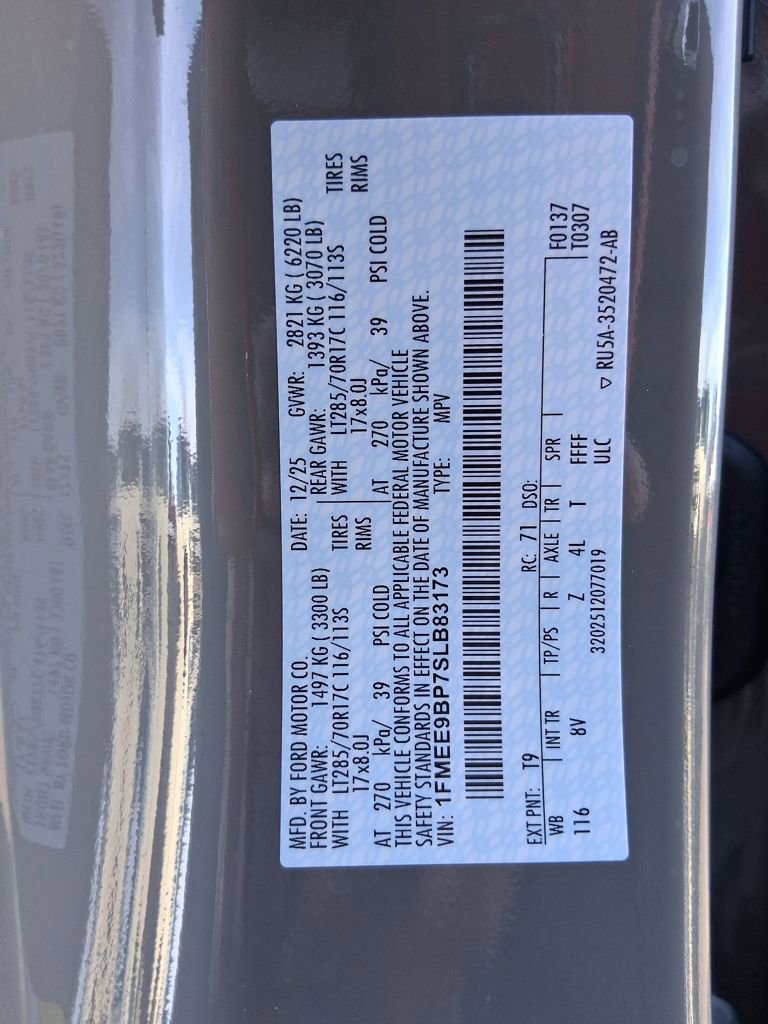 MFD. BY FORD MOTOR CO. DATE: 12/25 GVWR: 2821 KG ( 6220 LB)
FRONT GAWR: 1497 KG ( 3300 LB) REAR GAWR: 1393 KG ( 3070 LB)
WITH LT285/70R17C 116/113S TIRES WITH LT285/70R17C 116/113S TIRES
17x8.0J RIMS 17x8.0J RIMS
AT 270 kPa/ 39 PSI COLD AT 270 kPa/ 39 PSI COLD
THIS VEHICLE CONFORMS TO ALL APPLICABLE FEDERAL MOTOR VEHICLE
SAFETY STANDARDS IN EFFECT ON THE DATE OF MANUFACTURE SHOWN ABOVE.
VIN: 1FMEE9BP7SLB83173 TYPE: MPV
EXT PNT: T9 RC: 71 DSO: F0137
WB INT TR TP/PS R AXLE TR SPR T0307
116 8V Z 4L T FFFF
3202512077019 ULC ▽ RU5A-3520472-AB